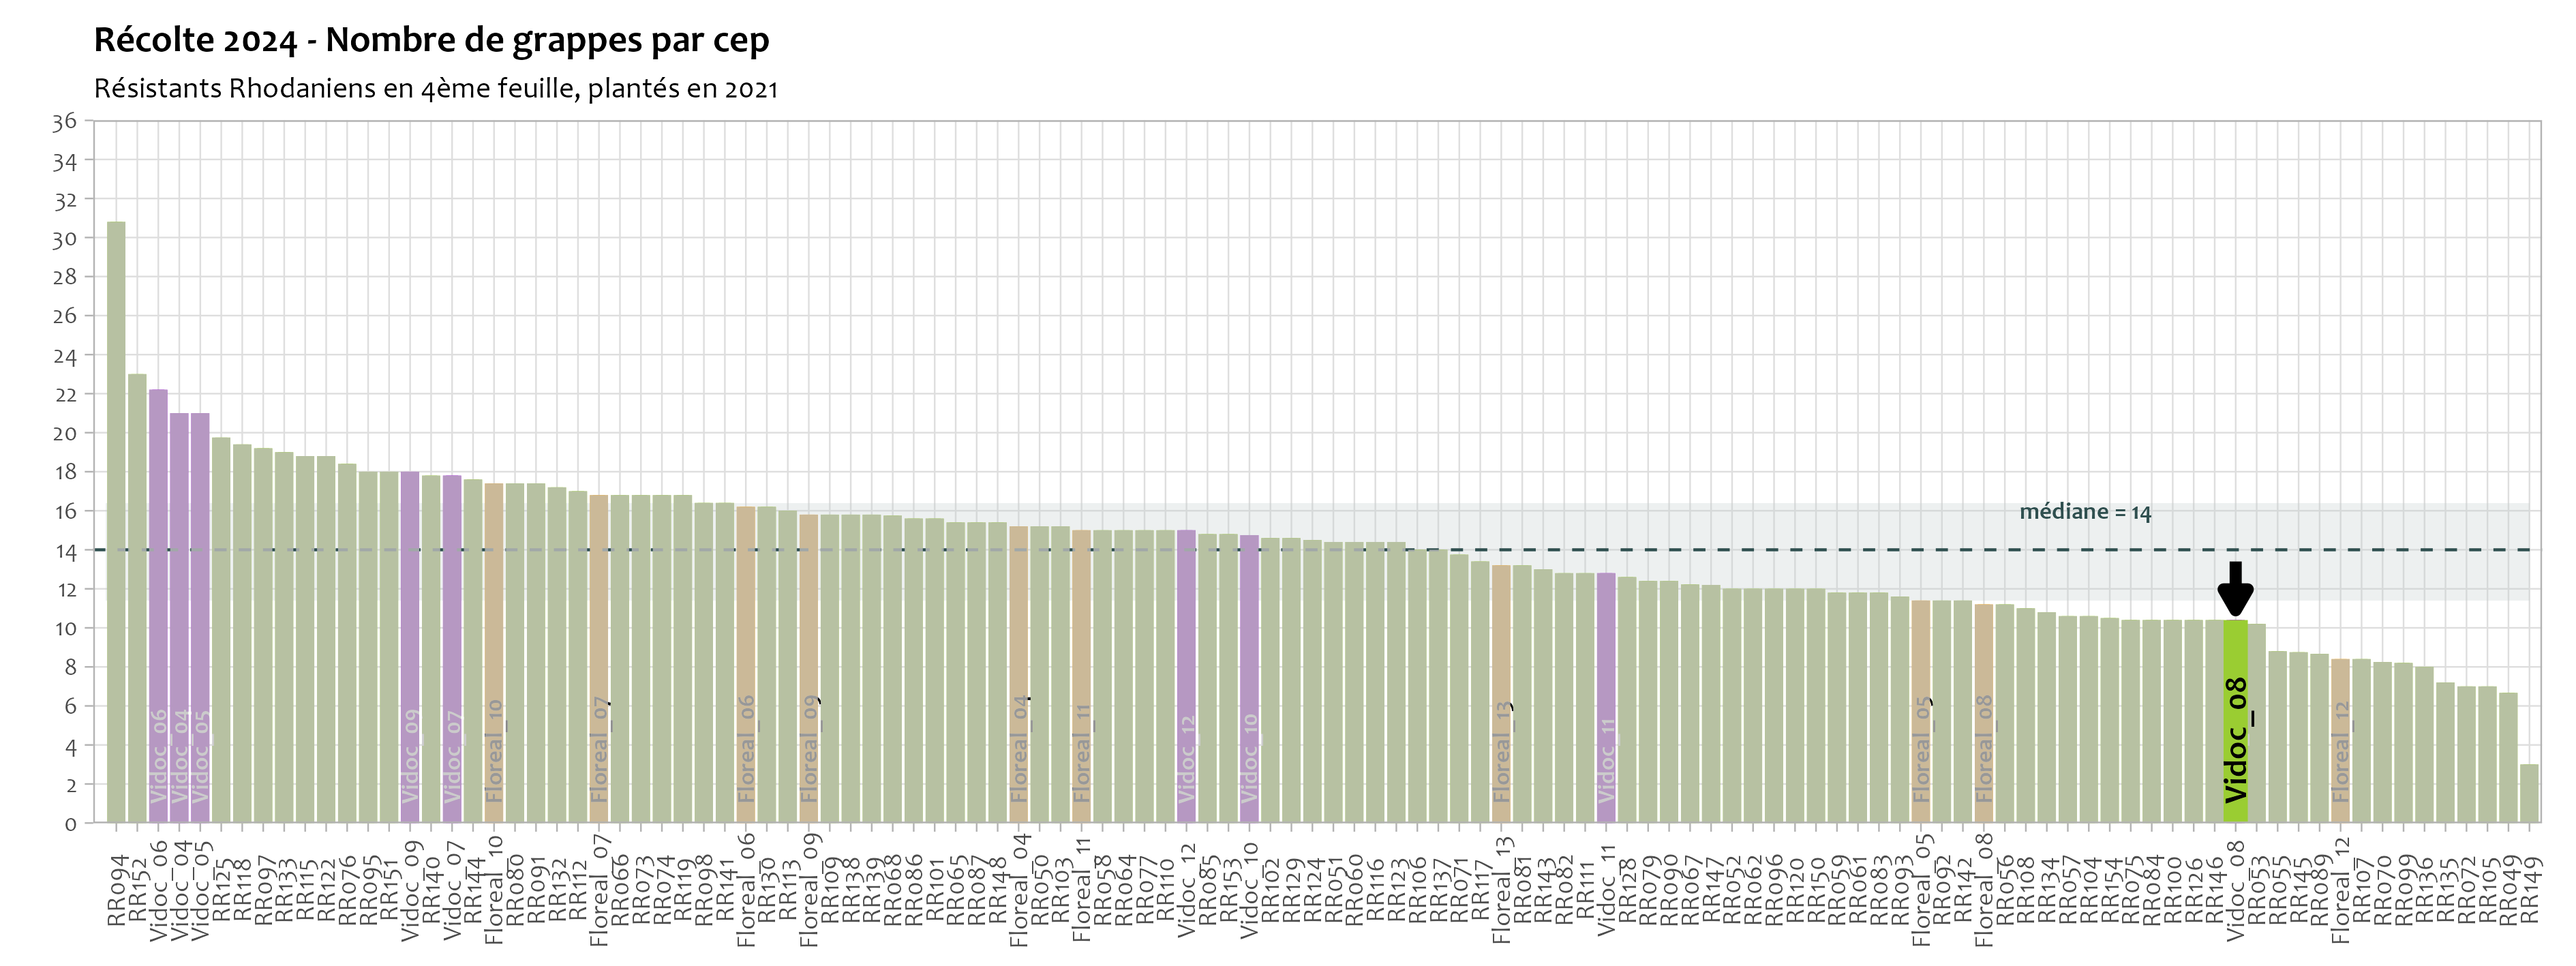 Récolte 2024 - Nombre de grappes par cep
Résistants Rhodaniens en 4ème feuille, plantés en 2021
36
34
32
30
28
26
24
22
20
18
16
14
12
10
8
6
4
2
0
médiane = 14
Vidoc_06
Vidoc_04
Vidoc_05
Vidoc_09
Vidoc_07
Floreal_10
Floreal_07
Floreal_06
Floreal_09
Floreal_04
Floreal_11
Vidoc_12
Vidoc_10
Floreal_13
Vidoc_11
Floreal_05
Floreal_08
Vidoc_08
Floreal_12
RR094
RR152
Vidoc_06
Vidoc_04
Vidoc_05
RR125
RR118
RR097
RR133
RR115
RR122
RR076
RR095
RR151
Vidoc_09
RR140
Vidoc_07
RR144
Floreal_10
RR080
RR091
RR132
RR112
Floreal_07
RR066
RR073
RR074
RR119
RR098
RR141
Floreal_06
RR130
RR113
Floreal_09
RR109
RR138
RR139
RR068
RR086
RR101
RR065
RR087
RR148
Floreal_04
RR050
RR103
Floreal_11
RR058
RR064
RR077
RR110
Vidoc_12
RR085
RR153
Vidoc_10
RR102
RR129
RR124
RR051
RR060
RR116
RR123
RR106
RR137
RR071
RR117
Floreal_13
RR081
RR143
RR082
RR111
Vidoc_11
RR128
RR079
RR090
RR067
RR147
RR052
RR062
RR096
RR120
RR150
RR059
RR061
RR083
RR093
Floreal_05
RR092
RR142
Floreal_08
RR056
RR108
RR134
RR057
RR104
RR154
RR075
RR084
RR100
RR126
RR146
Vidoc_08
RR053
RR055
RR145
RR089
Floreal_12
RR107
RR070
RR099
RR136
RR135
RR072
RR105
RR049
RR149